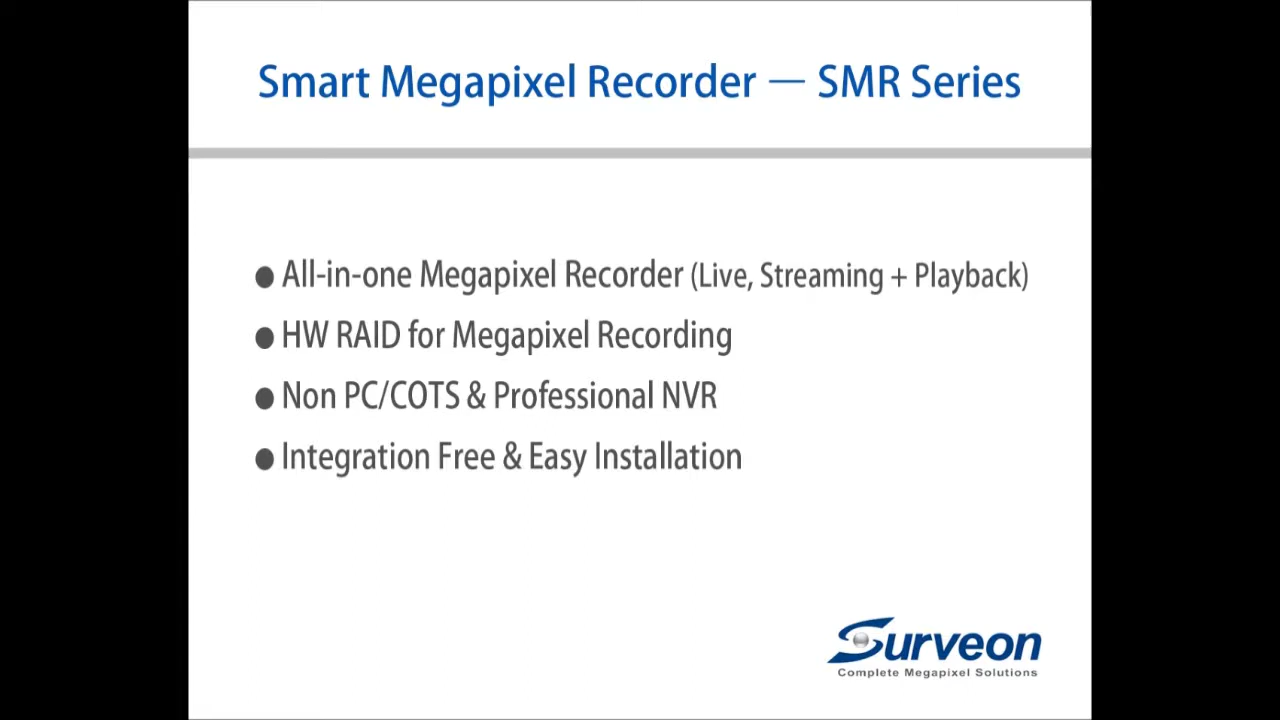 Smart Megapixel Recorder — SMR Series
● All-in-one Megapixel Recorder (Live, Streaming + Playback)
● HW RAID for Megapixel Recording
● Non PC/COTS & Professional NVR
● Integration Free & Easy Installation
Surveon
Complete Megapixel Solutions